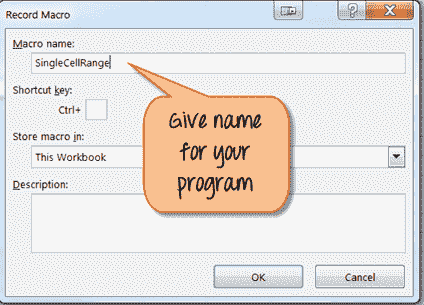 Record Macro
?
Macro name:
SingleCellRange
Shortcut key:
Ctrl+
Give name
for your
program
Store macro in:
This Workbook
Description:
OK Cancel